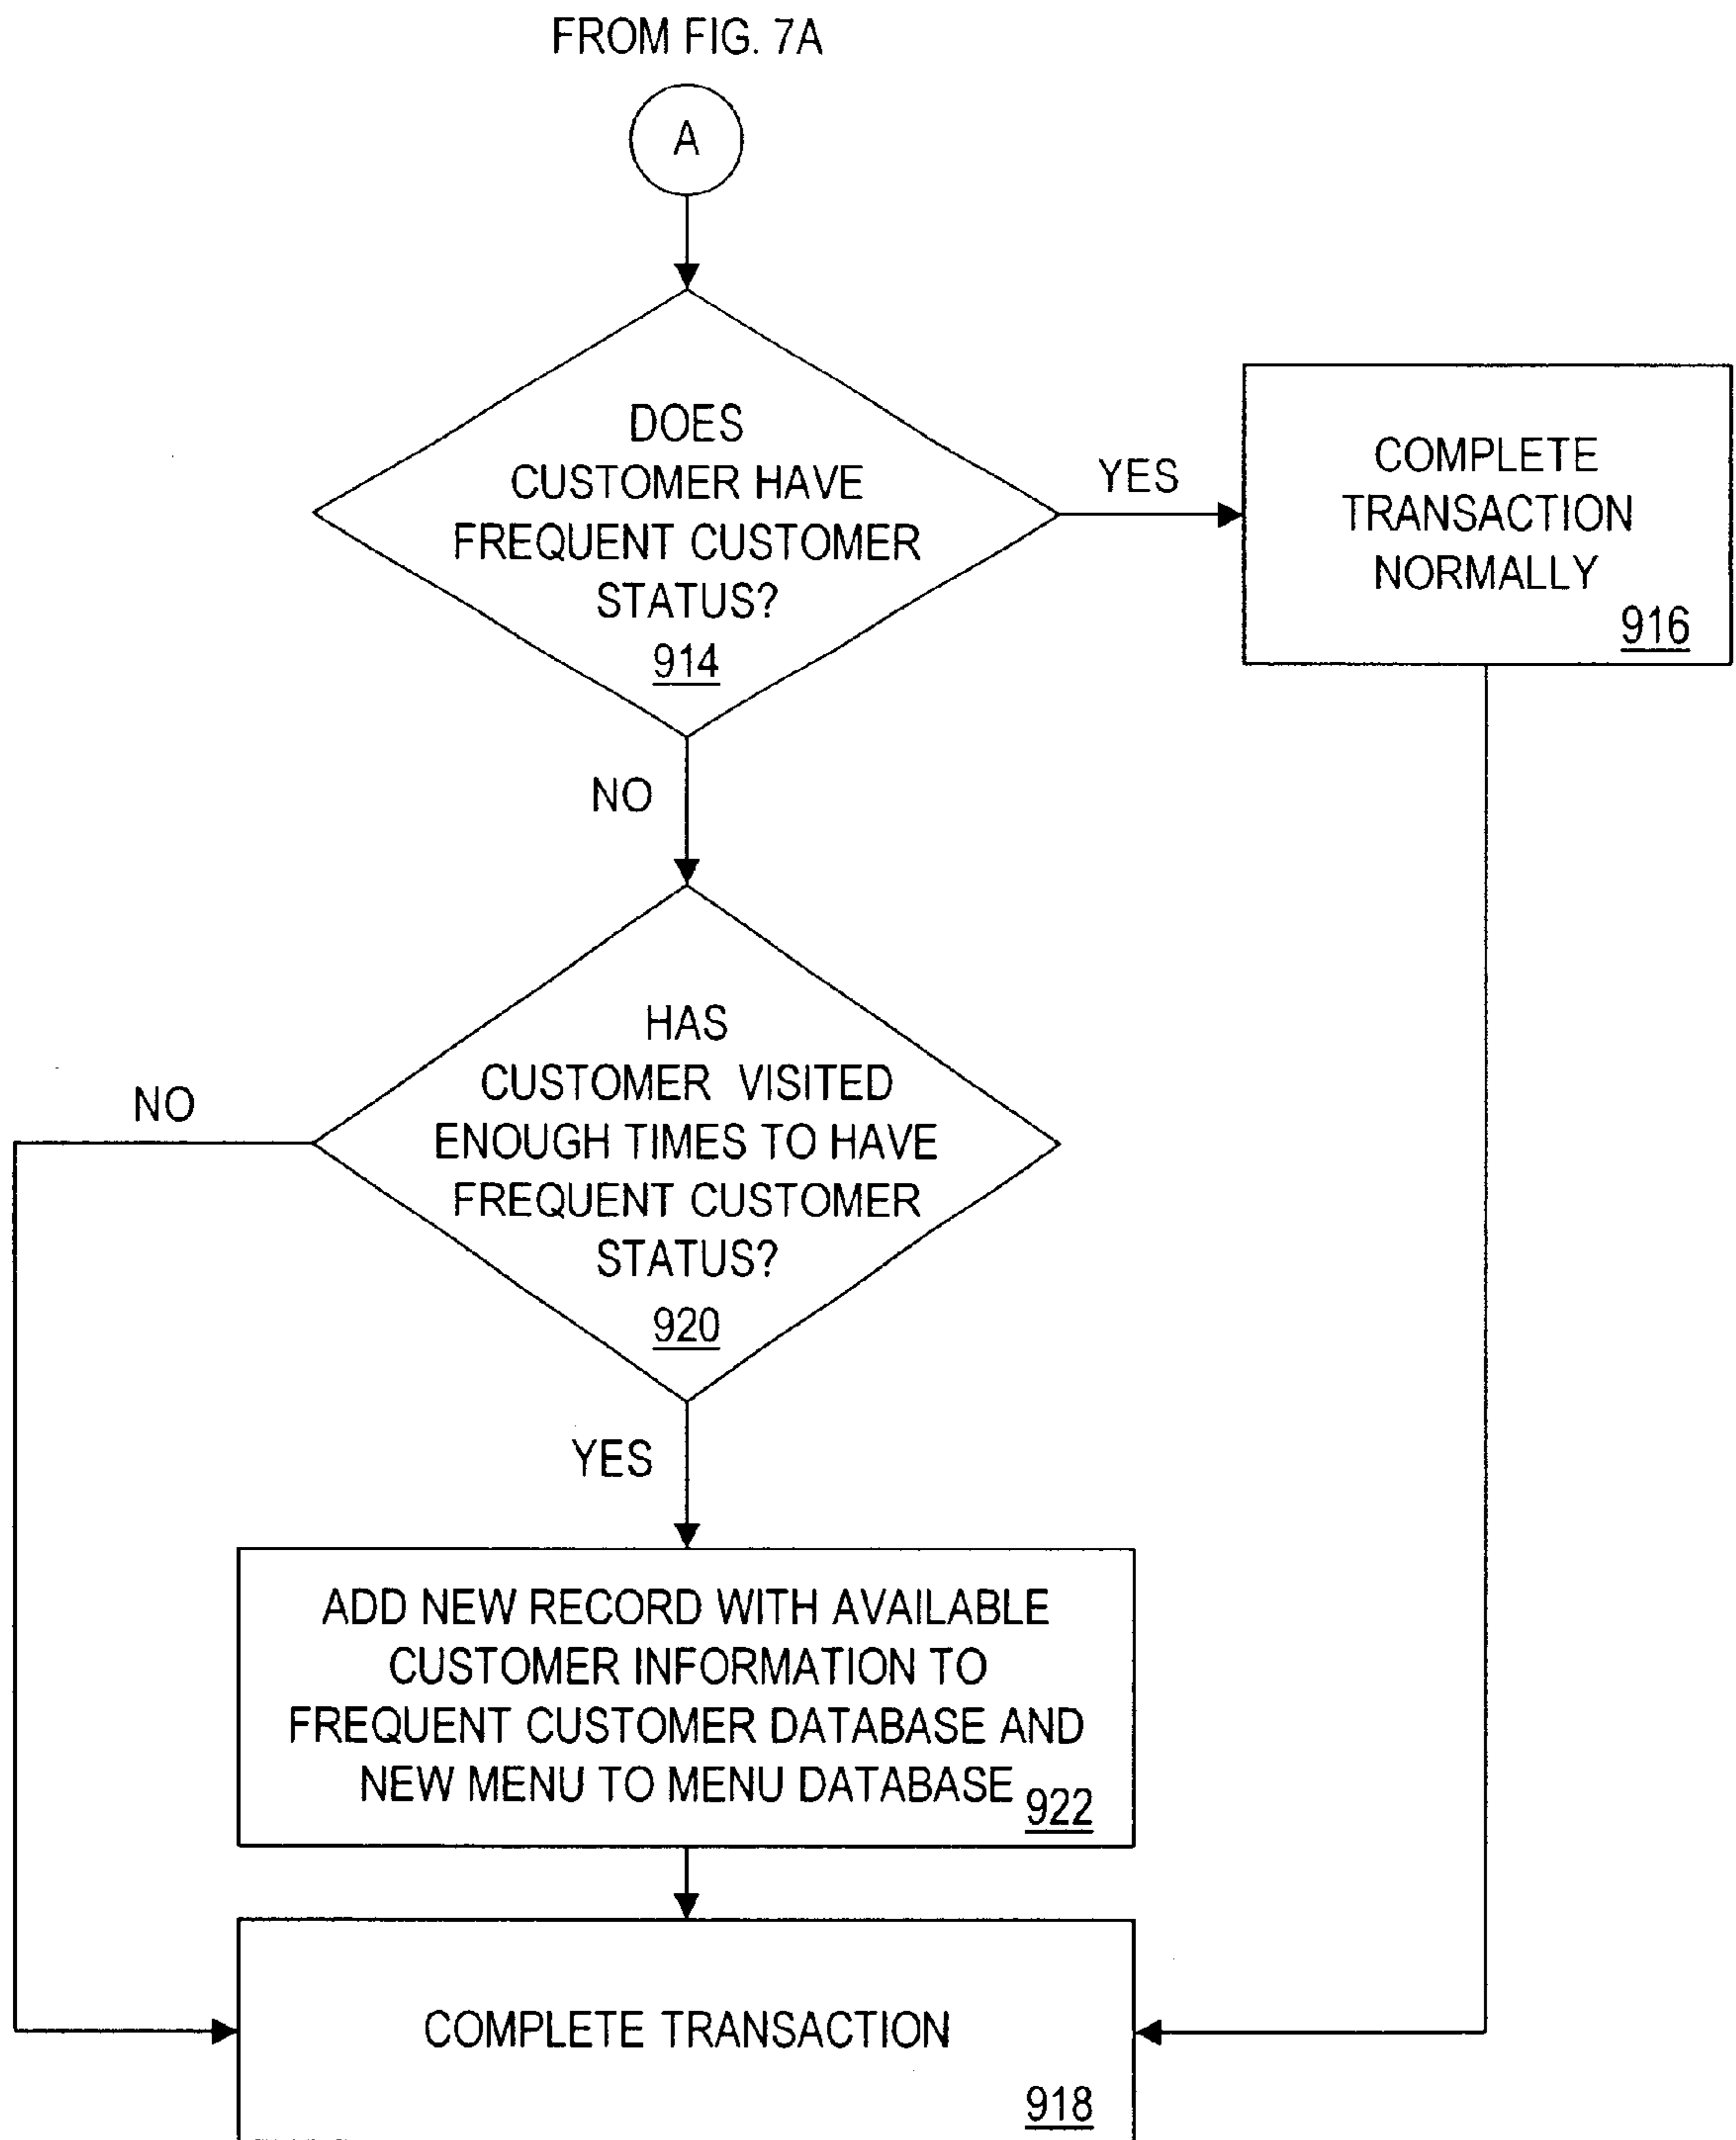 FROM FIG. 7A
A
DOES
CUSTOMER HAVE
FREQUENT CUSTOMER
STATUS?
914
YES
COMPLETE
TRANSACTION
NORMALLY
916
NO
HAS
CUSTOMER VISITED
ENOUGH TIMES TO HAVE
FREQUENT CUSTOMER
STATUS?
920
NO
YES
ADD NEW RECORD WITH AVAILABLE
CUSTOMER INFORMATION TO
FREQUENT CUSTOMER DATABASE AND
NEW MENU TO MENU DATABASE
922
COMPLETE TRANSACTION
918